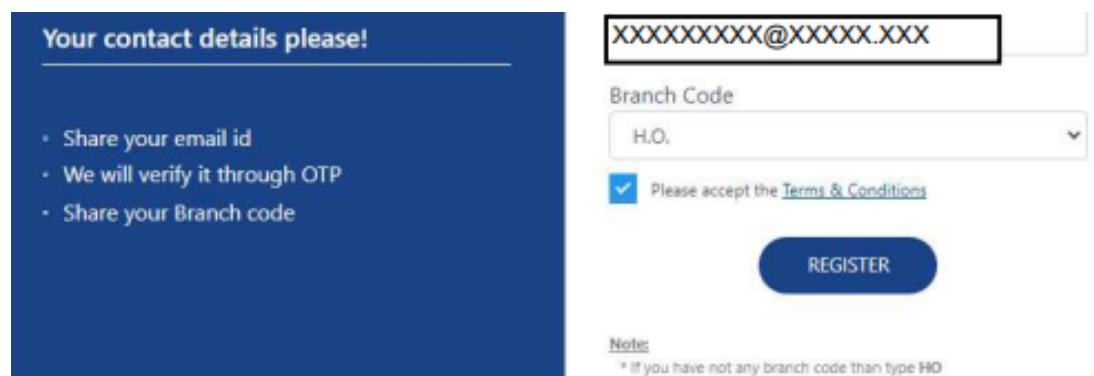 Your contact details please!
• Share your email id
• We will verify it through OTP
• Share your Branch code
XXXXXXXXX@XXXXX.XXX
Branch Code
H.O.
Please accept the Terms & Conditions
REGISTER
Note:
* If you have not any branch code than type HO